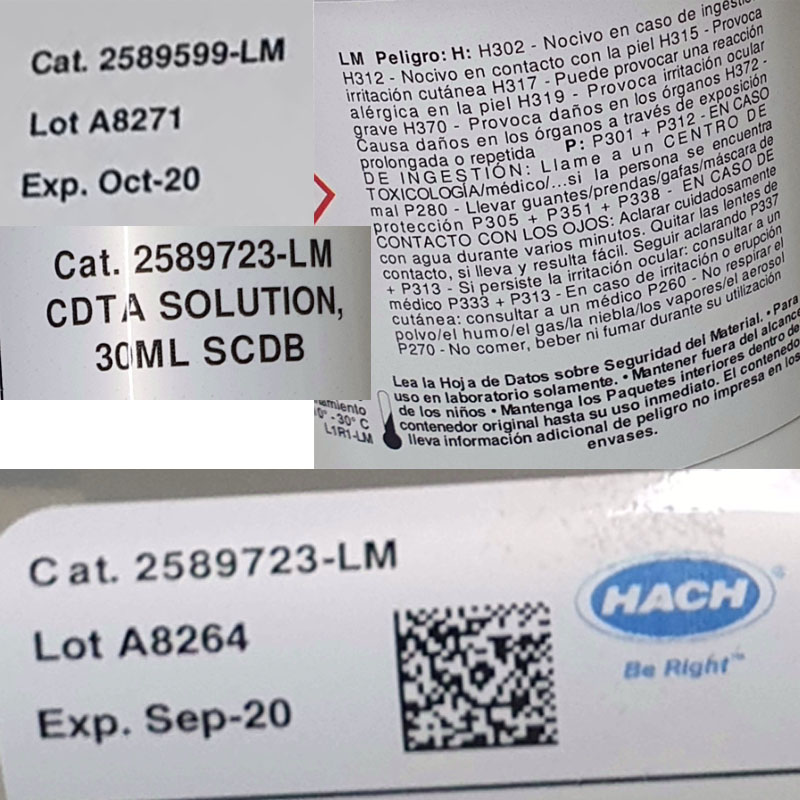 Cat. 2589599-LM
Lot A8271
Exp. Oct-20
Cat. 2589723-LM
CDTA SOLUTION,
30ML SCDB
LM Peligro: H: H302 - Nocivo en caso de ingesti
H312 - Nocivo en contacto con la piel H315 - Provoca
irritación cutánea H317 - Puede provocar una reacción
alérgica en la piel H319 - Provoca irritación ocular
grave H370 - Provoca daños en los órganos H372 -
Causa daños en los órganos a través de exposición
prolongada o repetida P: P301 + P312 - EN CASO
DE INGESTIÓN: Llame a un CENTRO DE
TOXICOLOGÍA/médico/...si la persona se encuentra
mal P280 - Llevar guantes/prendas/gafas/máscara de
protección P305 + P351 + P338 - EN CASO DE
CONTACTO CON LOS OJOS: Aclarar cuidadosamente
con agua durante varios minutos. Quitar las lentes de
contacto, si lleva y resulta fácil. Seguir aclarando P337
+ P313 - Si persiste la irritación ocular: consultar a un
médico P333 + P313 - En caso de irritación o erupción
cutánea: consultar a un médico P260 - No respirar el
polvo/el humo/el gas/la niebla/los vapores/el aerosol
P270 - No comer, beber ni fumar durante su utilización
Lea la Hoja de Datos sobre Seguridad del Material. • Para
uso en laboratorio solamente. • Mantener fuera del alcance
de los niños • Mantenga los Paquetes interiores dentro de
contenedor original hasta su uso inmediato. El contenedo
lleva información adicional de peligro no impresa en los
envases.
amiento
0° -30° C
L1R1-LM
Cat. 2589723-LM
Lot A8264
Exp. Sep-20
HACH®
Be Right™